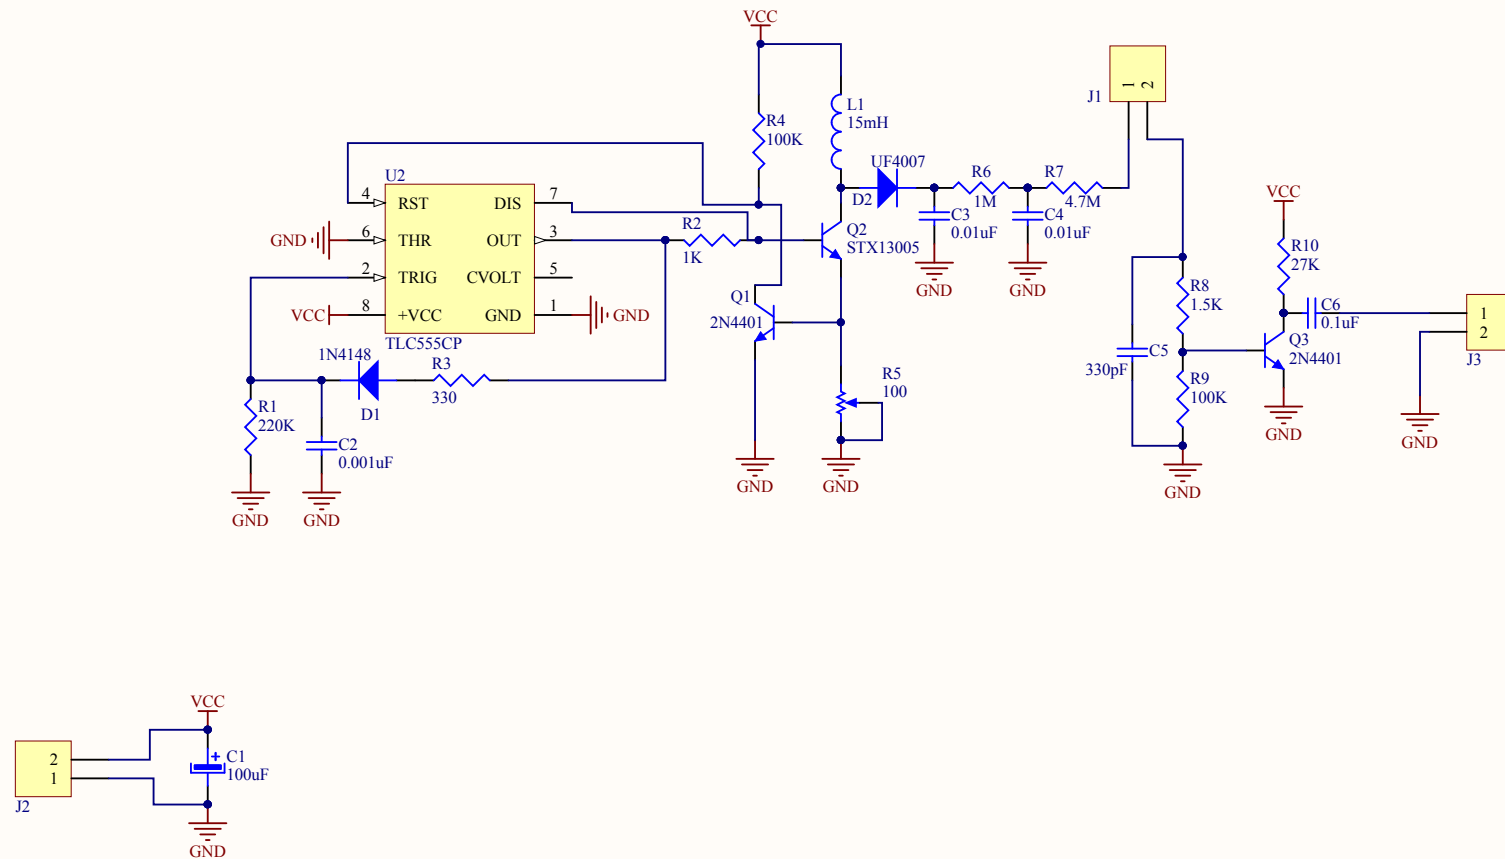 VCC
R4
100K
L1
15mH
J1
1
2
U2
4
RST
DIS
7
6
THR
OUT
3
2
TRIG
CVOLT
5
8
+VCC
GND
1
TLC555CP
GND
VCC
GND
R2
1K
UF4007
D2
Q2
STX13005
R6
1M
R7
4.7M
C3
0.01uF
C4
0.01uF
GND
GND
Q1
2N4401
1N4148
D1
R3
330
R1
220K
C2
0.001uF
GND
GND
R5
100
GND
GND
VCC
R10
27K
R8
1.5K
C6
0.1uF
Q3
2N4401
C5
330pF
R9
100K
GND
GND
1
2
J3
GND
VCC
2
1
J2
+
C1
100uF
GND